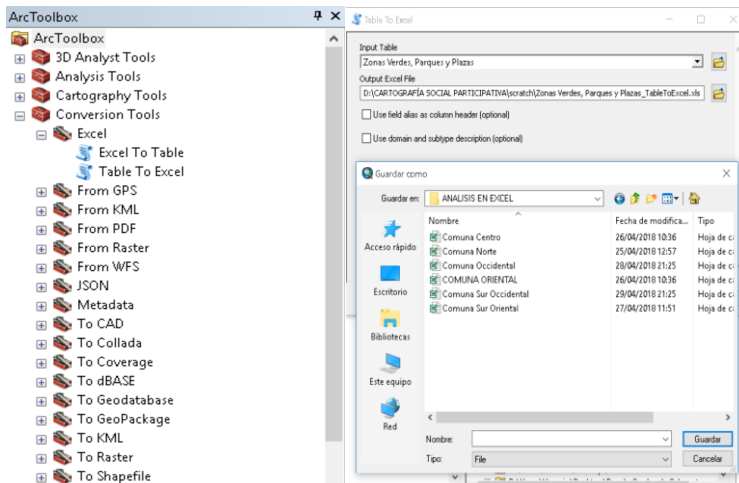 ArcToolbox
ArcToolbox
3D Analyst Tools
Analysis Tools
Cartography Tools
Conversion Tools
Excel
Excel To Table
Table To Excel
From GPS
From KML
From PDF
From Raster
From WFS
JSON
Metadata
To CAD
To Collada
To Coverage
To dBASE
To Geodatabase
To GeoPackage
To KML
To Raster
To Shapefile
Table To Excel
Input Table
Zonas Verdes, Parques y Plazas
Output Excel File
D:\CARTOGRAFÍA SOCIAL PARTICIPATIVA\scratch\Zonas Verdes, Parques y Plazas_TableToExcel.xls
Use field alias as column header (optional)
Use domain and subtype description (optional)
Guardar como
Guardar en: ANALISIS EN EXCEL
Acceso rápido
Escritorio
Bibliotecas
Este equipo
Red
Nombre Fecha de modifica... Tipo
Comuna Centro 26/04/2018 10:36 Hoja de c
Comuna Norte 25/04/2018 12:57 Hoja de c
Comuna Occidental 28/04/2018 21:25 Hoja de c
COMUNA ORIENTAL 26/04/2018 10:36 Hoja de c
Comuna Sur Occidental 29/04/2018 21:25 Hoja de c
Comuna Sur Oriental 27/04/2018 11:51 Hoja de c
Nombre: Guardar
Tipo: File Cancelar